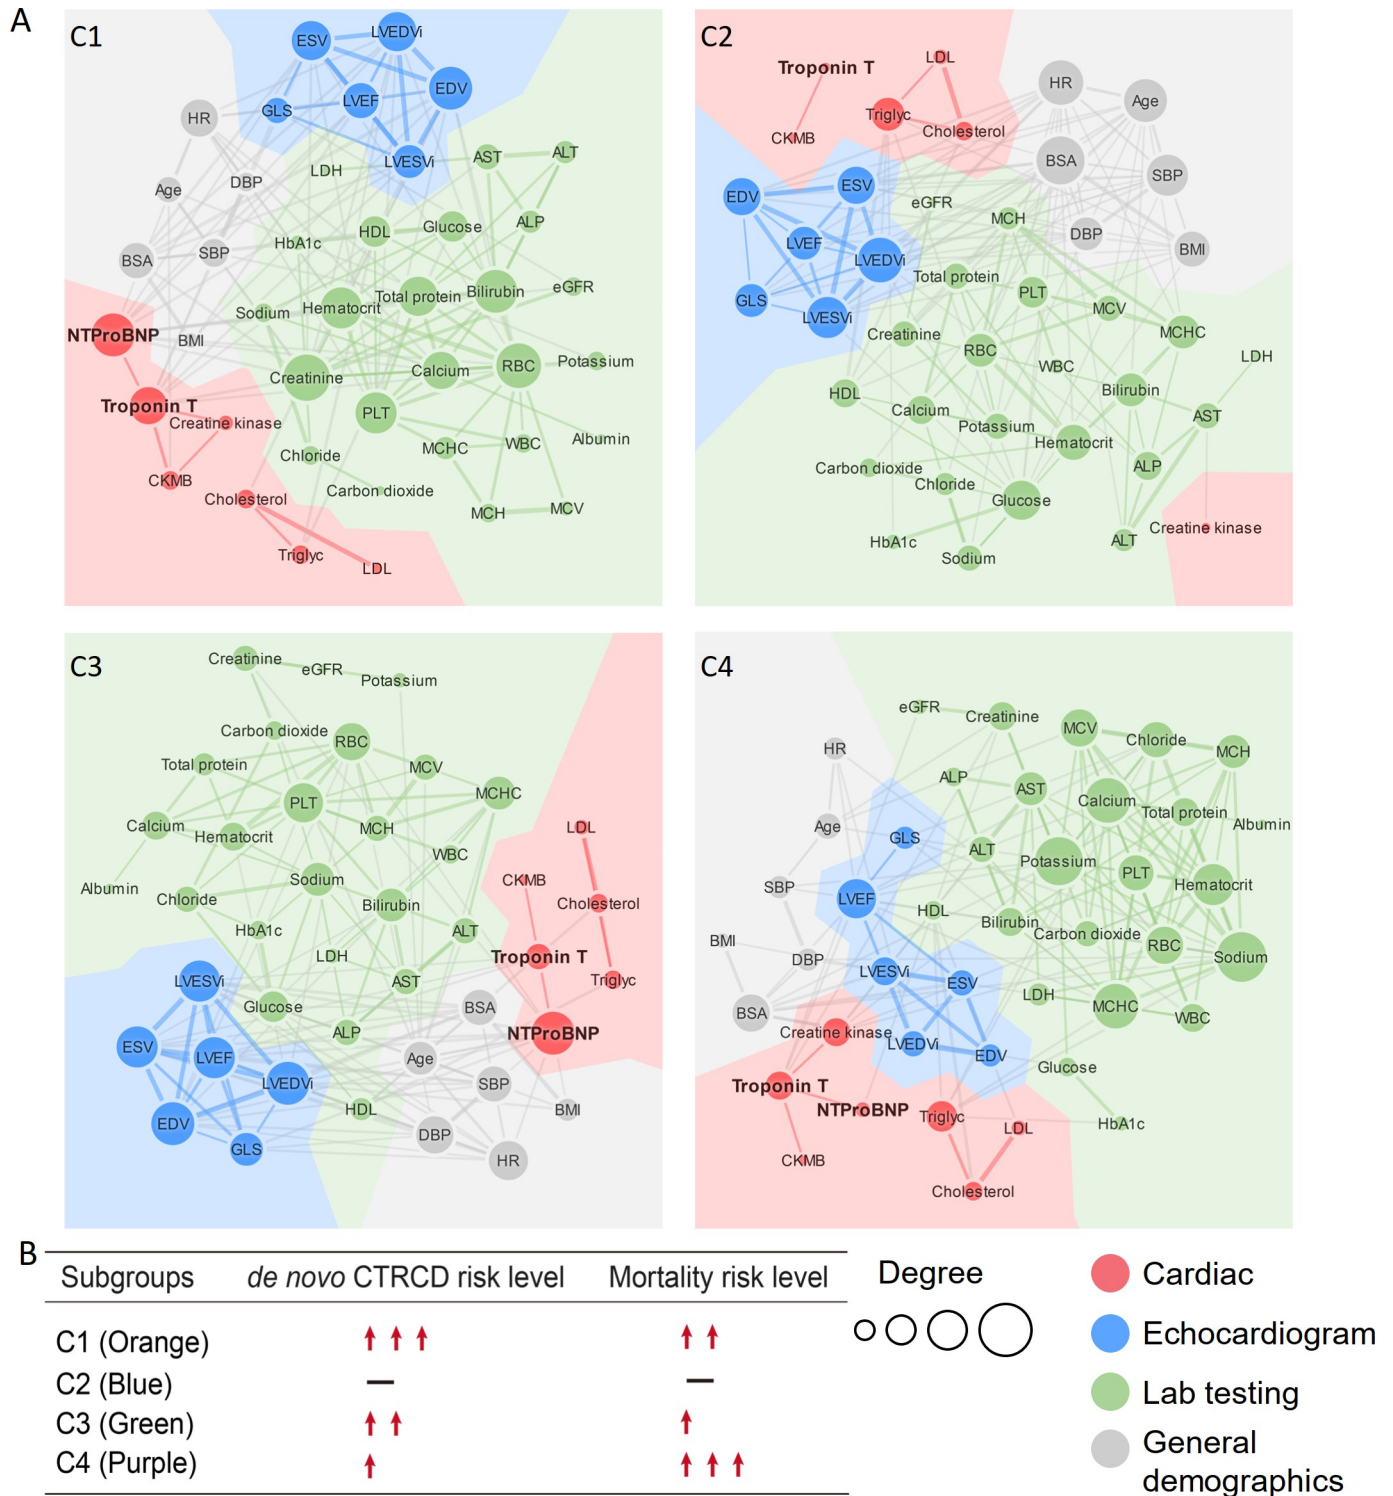 A
C1
ESV
LVEDVi
GLS
LVEF
EDV
HR
LVESVi
LDH
AST
ALT
Age
DBP
HDL
Glucose
ALP
HbA1c
BSA
SBP
Sodium
Hematocrit
Total protein
Bilirubin
eGFR
NTProBNP
BMI
Creatinine
Calcium
RBC
Potassium
Troponin T
Creatine kinase
PLT
Chloride
MCHC
WBC
Albumin
CKMB
Cholesterol
Carbon dioxide
MCH
MCV
Triglyc
LDL
C2
Troponin T
LDL
HR
Age
Triglyc
CKMB
Cholesterol
BSA
SBP
EDV
ESV
eGFR
MCH
DBP
BMI
LVEF
LVEDVi
Total protein
GLS
LVESVi
PLT
MCV
Creatinine
MCHC
RBC
WBC
LDH
HDL
Calcium
Bilirubin
Potassium
AST
Hematocrit
Carbon dioxide
Chloride
ALP
Glucose
Creatine kinase
HbA1c
ALT
Sodium
C3
Creatinine
eGFR
Potassium
Carbon dioxide
RBC
Total protein
MCV
PLT
MCHC
Calcium
Hematocrit
MCH
LDL
WBC
Albumin
Chloride
Sodium
CKMB
Bilirubin
Cholesterol
HbA1c
ALT
LDH
Troponin T
LVESVi
AST
Triglyc
Glucose
BSA
ALP
NTProBNP
ESV
LVEF
Age
LVEDVi
SBP
EDV
HDL
BMI
GLS
DBP
HR
C4
eGFR
Creatinine
MCV
Chloride
MCH
HR
ALP
AST
Calcium
Total protein
Albumin
Age
GLS
ALT
Potassium
PLT
Hematocrit
SBP
LVEF
HDL
Bilirubin
Carbon dioxide
RBC
Sodium
BMI
DBP
LVESVi
ESV
LDH
MCHC
WBC
BSA
Creatine kinase
LVEDVi
EDV
Glucose
Troponin T
NTProBNP
Triglyc
LDL
HbA1c
CKMB
Cholesterol
B
Subgroups de novo CTRCD risk level Mortality risk level
C1 (Orange)
C2 (Blue)
C3 (Green)
C4 (Purple)
Degree
Cardiac
Echocardiogram
Lab testing
General
demographics